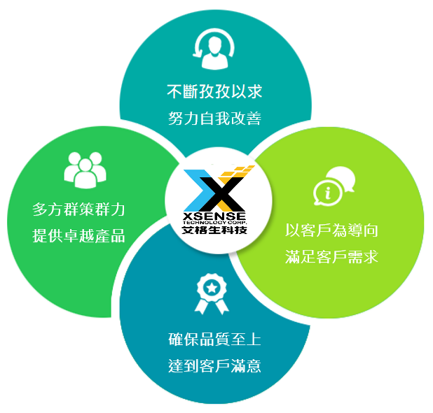 不斷孜孜以求
努力自我改善
多方群策群力
提供卓越產品
XSENSE
TECHNOLOGY CORP.
艾格生科技
以客戶為導向
滿足客戶需求
確保品質至上
達到客戶滿意